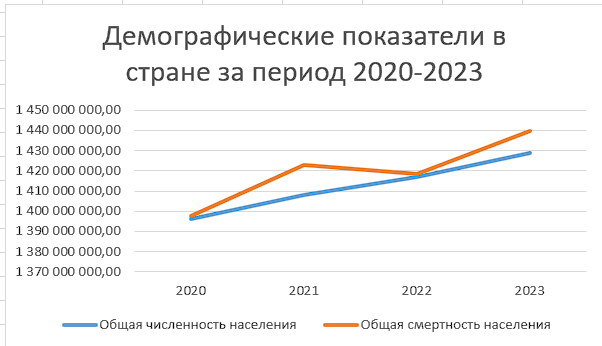 Демографические показатели в
стране за период 2020-2023
1 450 000 000,00
1 440 000 000,00
1 430 000 000,00
1 420 000 000,00
1 410 000 000,00
1 400 000 000,00
1 390 000 000,00
1 380 000 000,00
1 370 000 000,00
2020 2021 2022 2023
Общая численность населения Общая смертность населения